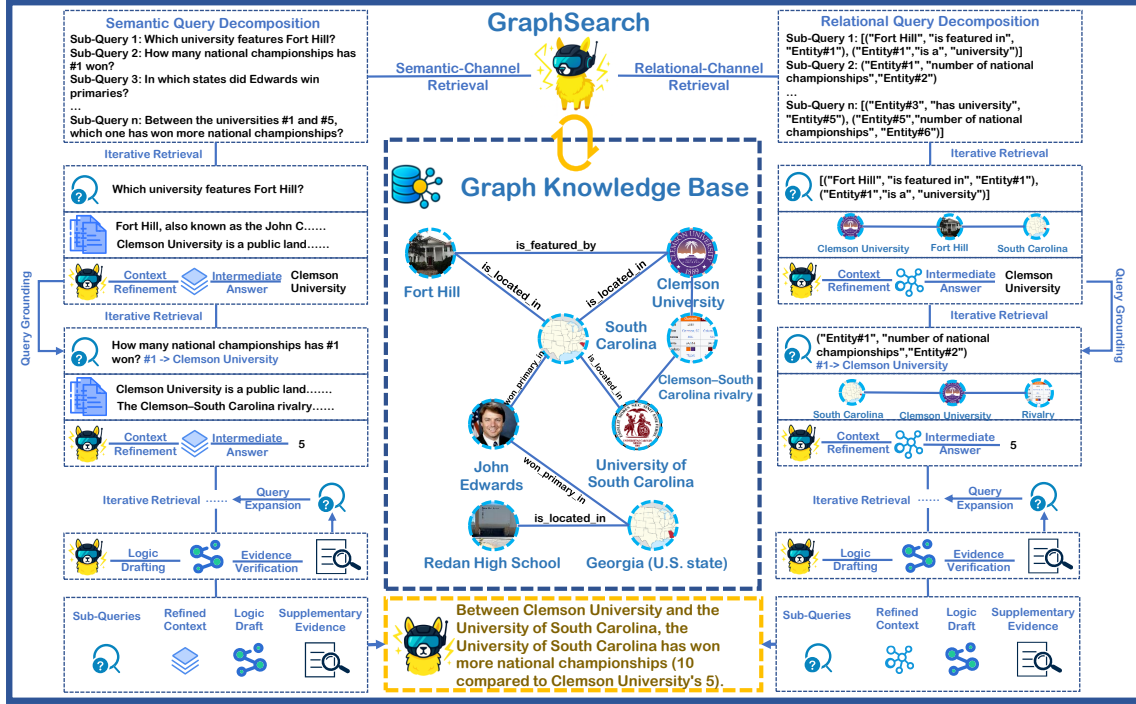 GraphSearch
Semantic-Channel
Retrieval
Relational-Channel
Retrieval
Semantic Query Decomposition
Sub-Query 1: Which university features Fort Hill?
Sub-Query 2: How many national championships has
#1 won?
Sub-Query 3: In which states did Edwards win
primaries?
...
Sub-Query n: Between the universities #1 and #5,
which one has won more national championships?
Iterative Retrieval
Which university features Fort Hill?
Fort Hill, also known as the John C......
Clemson University is a public land......
Context
Refinement
Intermediate
Answer
Clemson
University
Query Grounding
Iterative Retrieval
How many national championships has #1
won? #1 -> Clemson University
Clemson University is a public land.......
The Clemson–South Carolina rivalry......
Context
Refinement
Intermediate
Answer
5
Iterative Retrieval ......
Query
Expansion
Logic
Drafting
Evidence
Verification
Sub-Queries
Refined
Context
Logic
Draft
Supplementary
Evidence
Graph Knowledge Base
is_featured_by
Fort Hill
is_located_in
is_located_in
Clemson
University
South
Carolina
won_primary_in
is_located_in
Clemson–South
Carolina rivalry
John
Edwards
won_primary_in
University of
South Carolina
is_located_in
Redan High School
Georgia (U.S. state)
Between Clemson University and the
University of South Carolina, the
University of South Carolina has won
more national championships (10
compared to Clemson University's 5).
Relational Query Decomposition
Sub-Query 1: [("Fort Hill", "is featured in",
"Entity#1"), ("Entity#1","is a", "university")]
Sub-Query 2: ("Entity#1", "number of national
championships","Entity#2")
...
Sub-Query n: [("Entity#3", "has university",
"Entity#5"), ("Entity#5","number of national
championships", "Entity#6")]
Iterative Retrieval
[("Fort Hill", "is featured in", "Entity#1"),
("Entity#1","is a", "university")]
Clemson University
Fort Hill
South Carolina
Context
Refinement
Intermediate
Answer
Clemson
University
Query Grounding
Iterative Retrieval
("Entity#1", "number of national
championships","Entity#2")
#1-> Clemson University
South Carolina
Clemson University
Rivalry
Context
Refinement
Intermediate
Answer
5
Iterative Retrieval ......
Query
Expansion
Logic
Drafting
Evidence
Verification
Sub-Queries
Refined
Context
Logic
Draft
Supplementary
Evidence